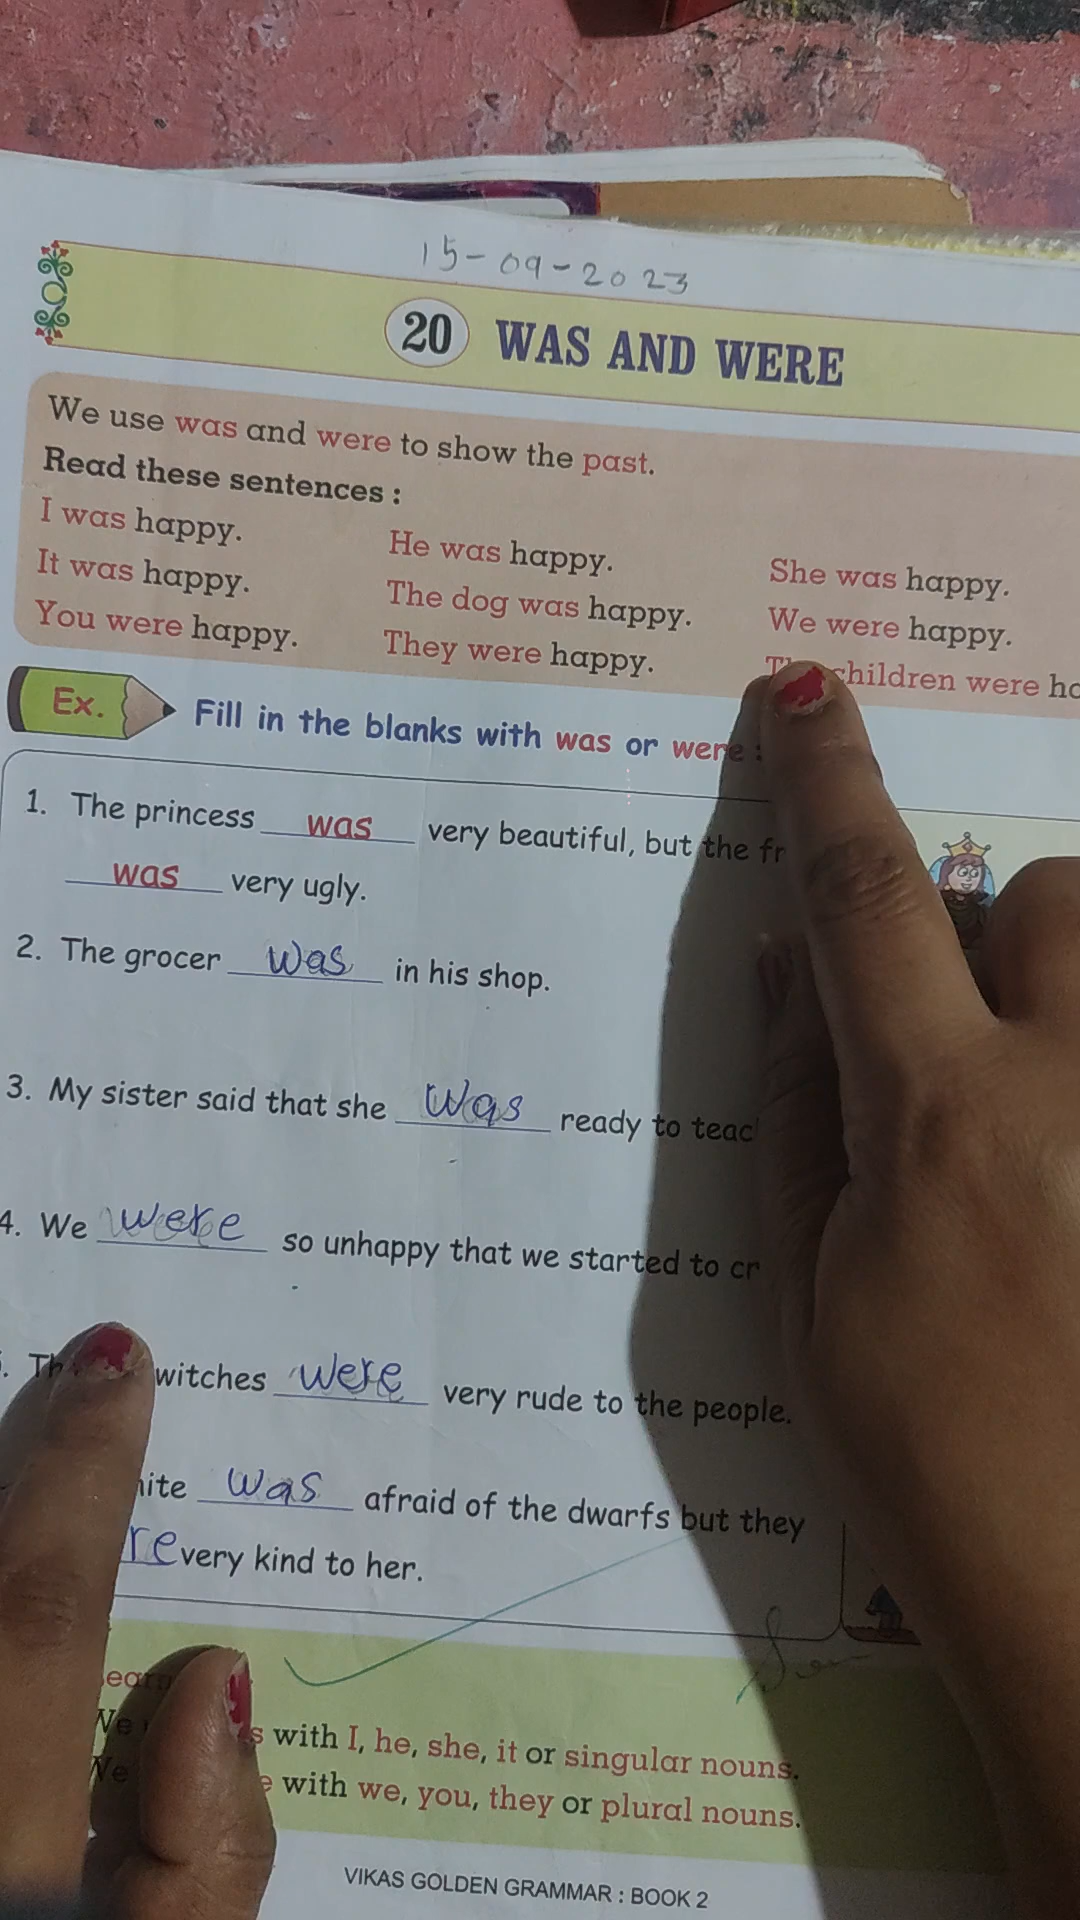 15-09-2023
20 WAS AND WERE
We use was and were to show the past.
Read these sentences :
I was happy. He was happy. She was happy.
It was happy. The dog was happy. We were happy.
You were happy. They were happy. children were
Ex. Fill in the blanks with was or were :
1. The princess was very beautiful, but the
was very ugly.
2. The grocer was in his shop.
3. My sister said that she was ready to
4. We were so unhappy that we started to
witches were very rude to the people.
was afraid of the dwarfs but they
very kind to her.
with I, he, she, it or singular nouns.
with we, you, they or plural nouns.
VIKAS GOLDEN GRAMMAR : BOOK 2